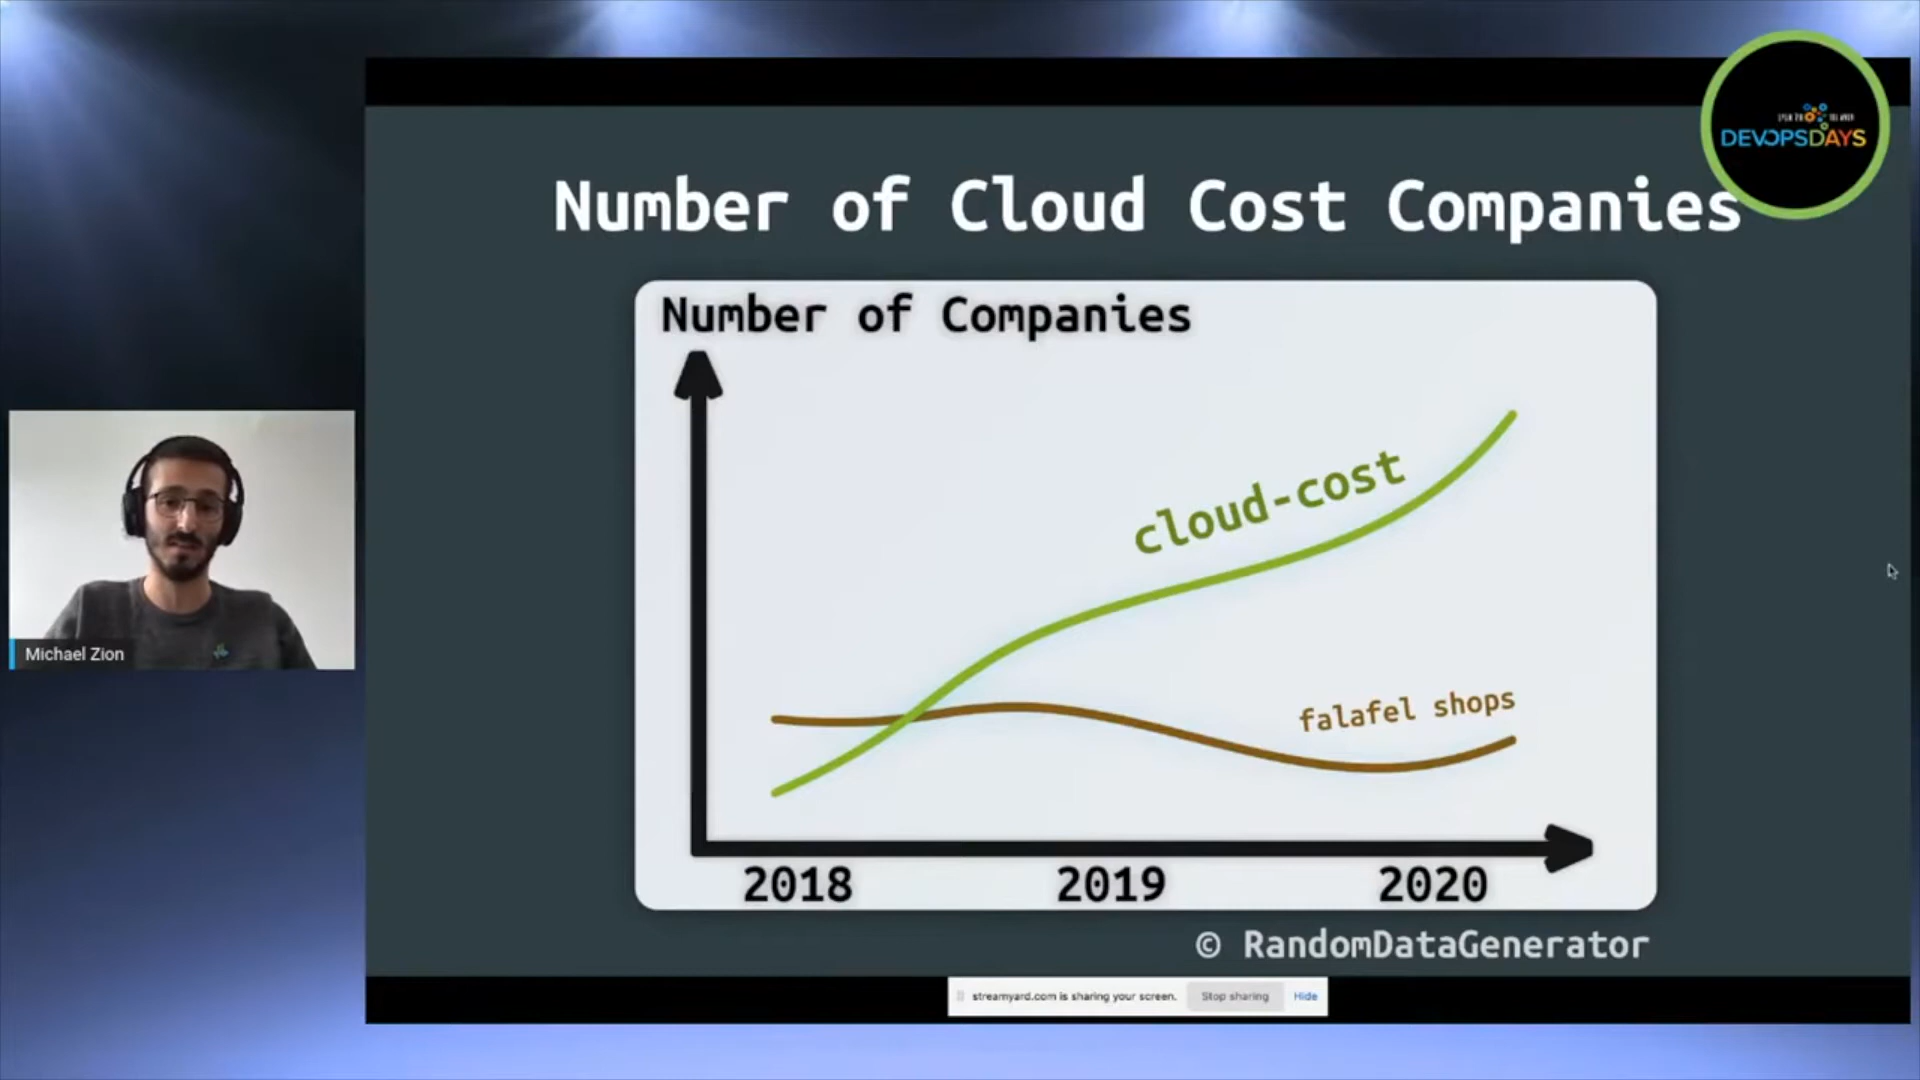 DEVOPSDAYS
Number of Cloud Cost Companies
Number of Companies
cloud-cost
falafel shops
2018 2019 2020
© RandomDataGenerator
Michael Zion
streamyard.com is sharing your screen. Stop sharing Hide